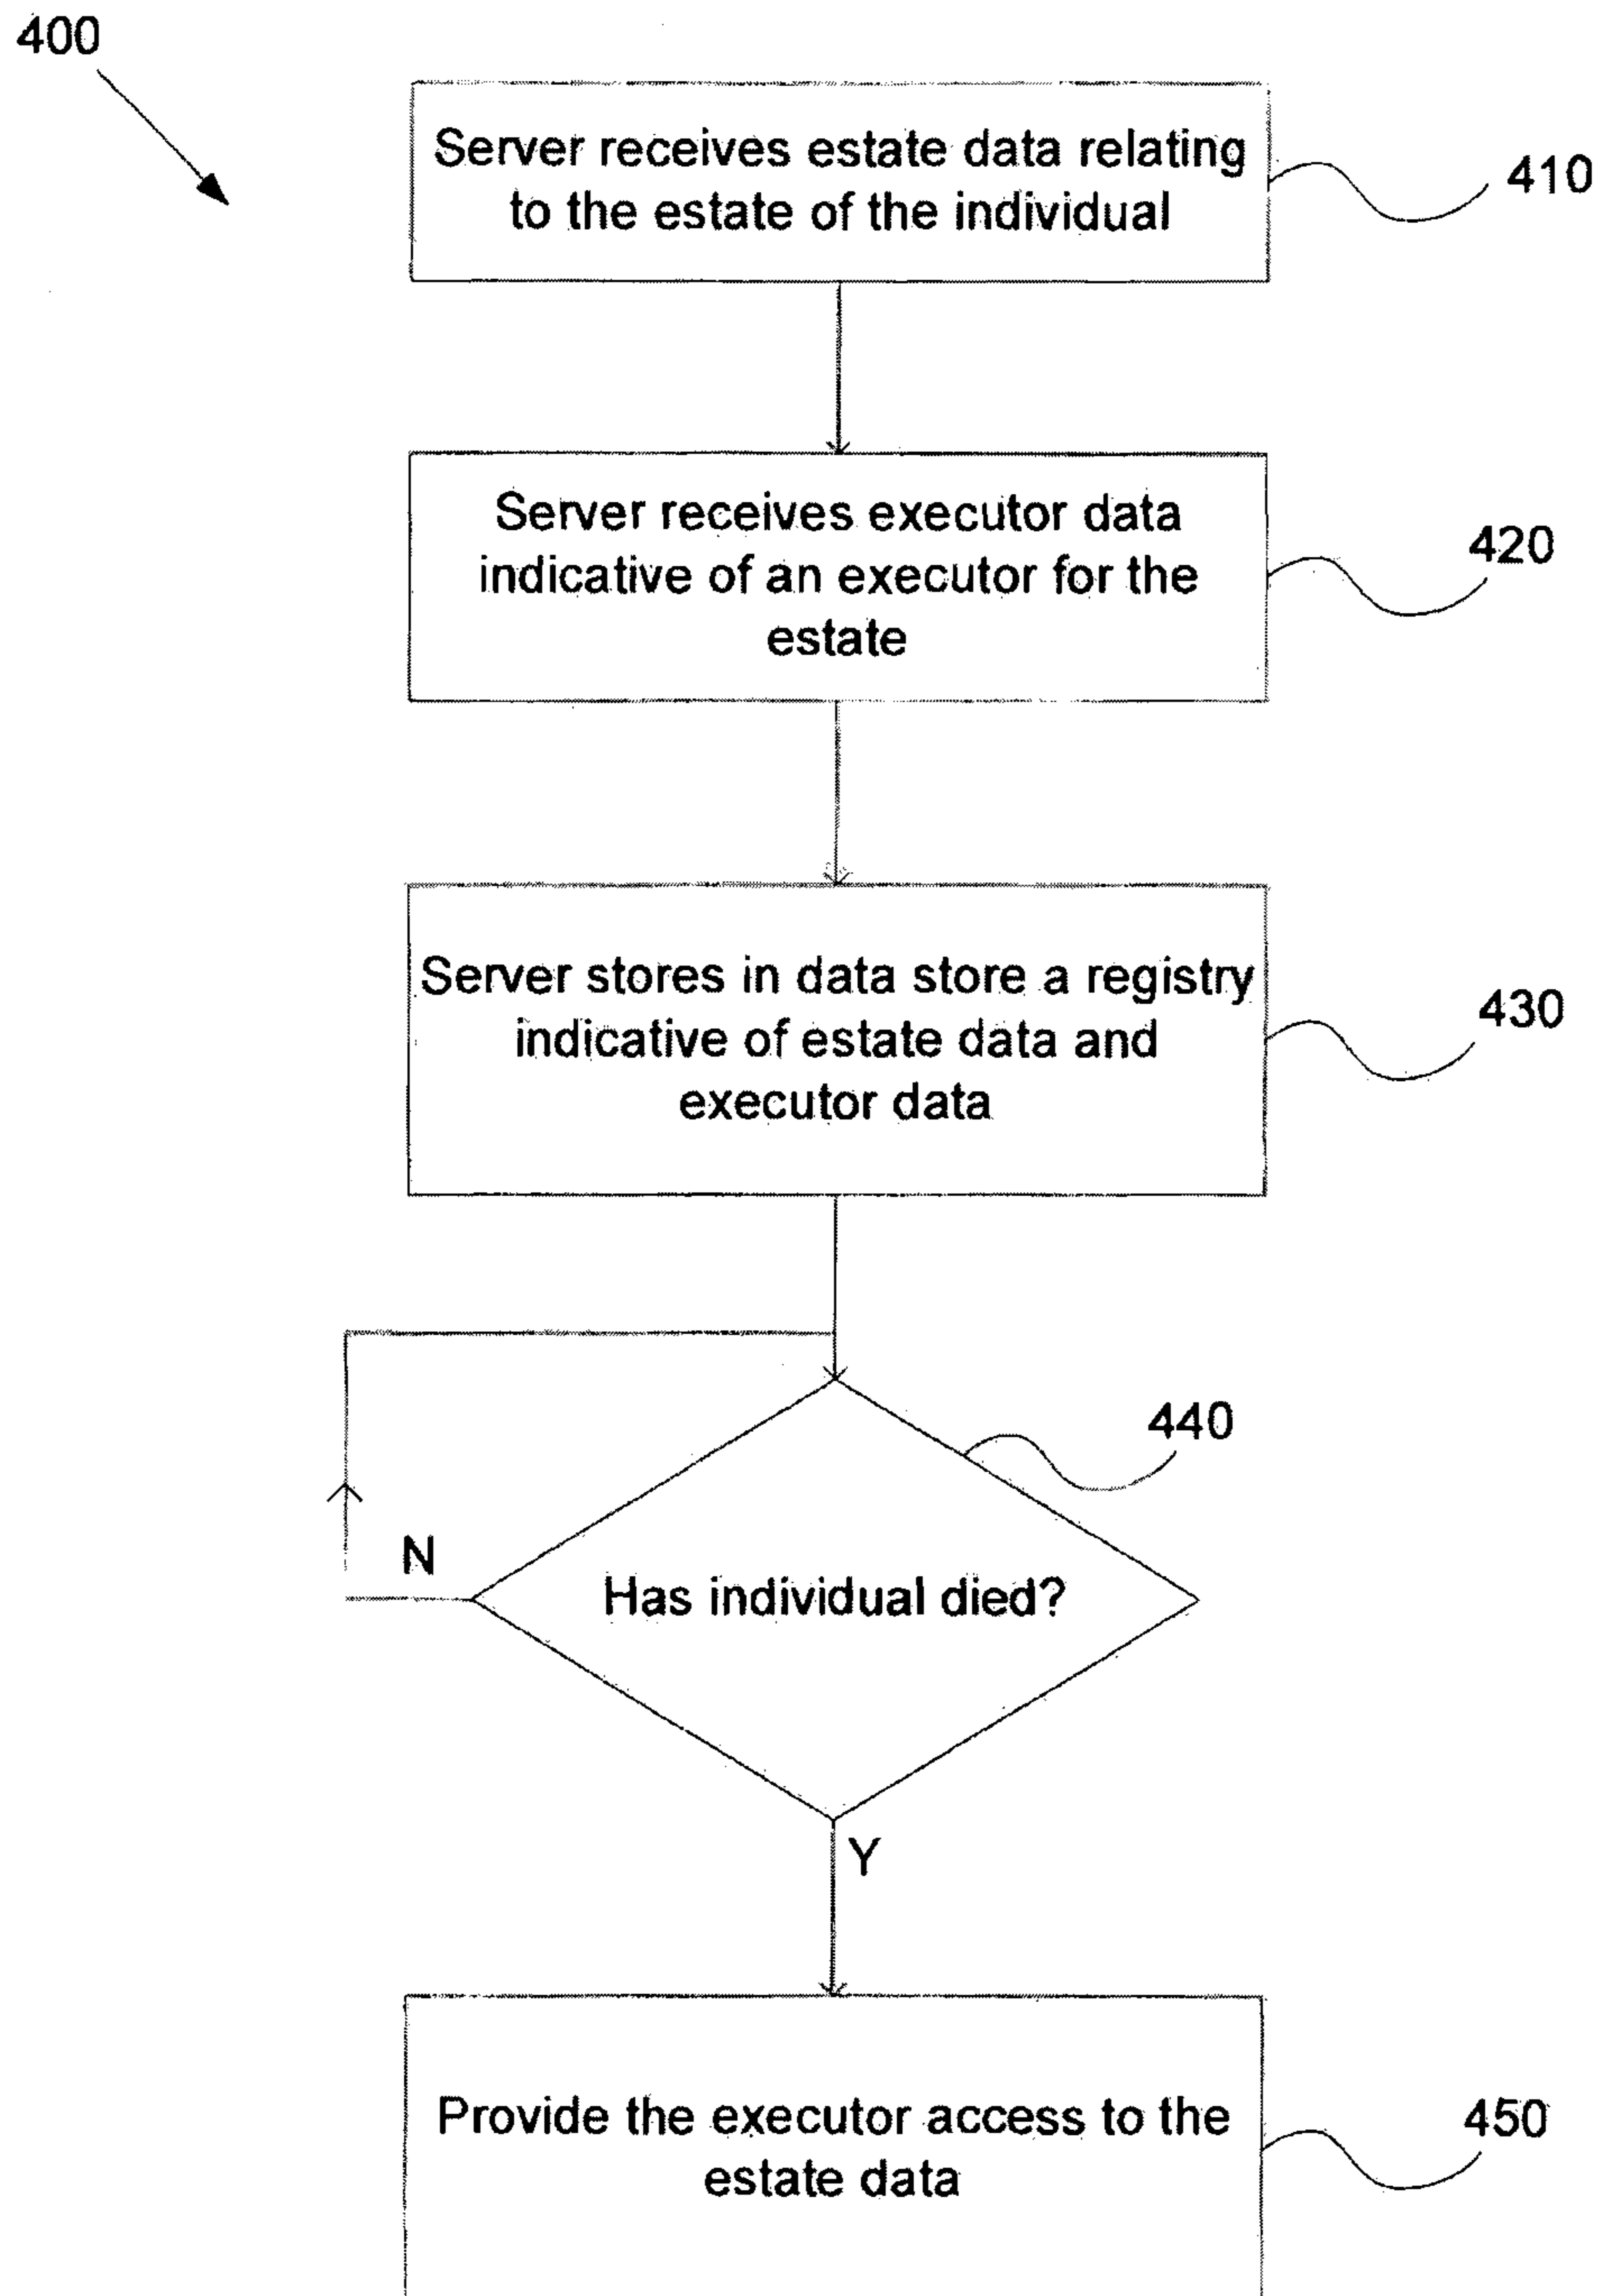 400
Server receives estate data relating
to the estate of the individual
410
Server receives executor data
indicative of an executor for the
estate
420
Server stores in data store a registry
indicative of estate data and
executor data
430
440
N
Has individual died?
Y
Provide the executor access to the
estate data
450